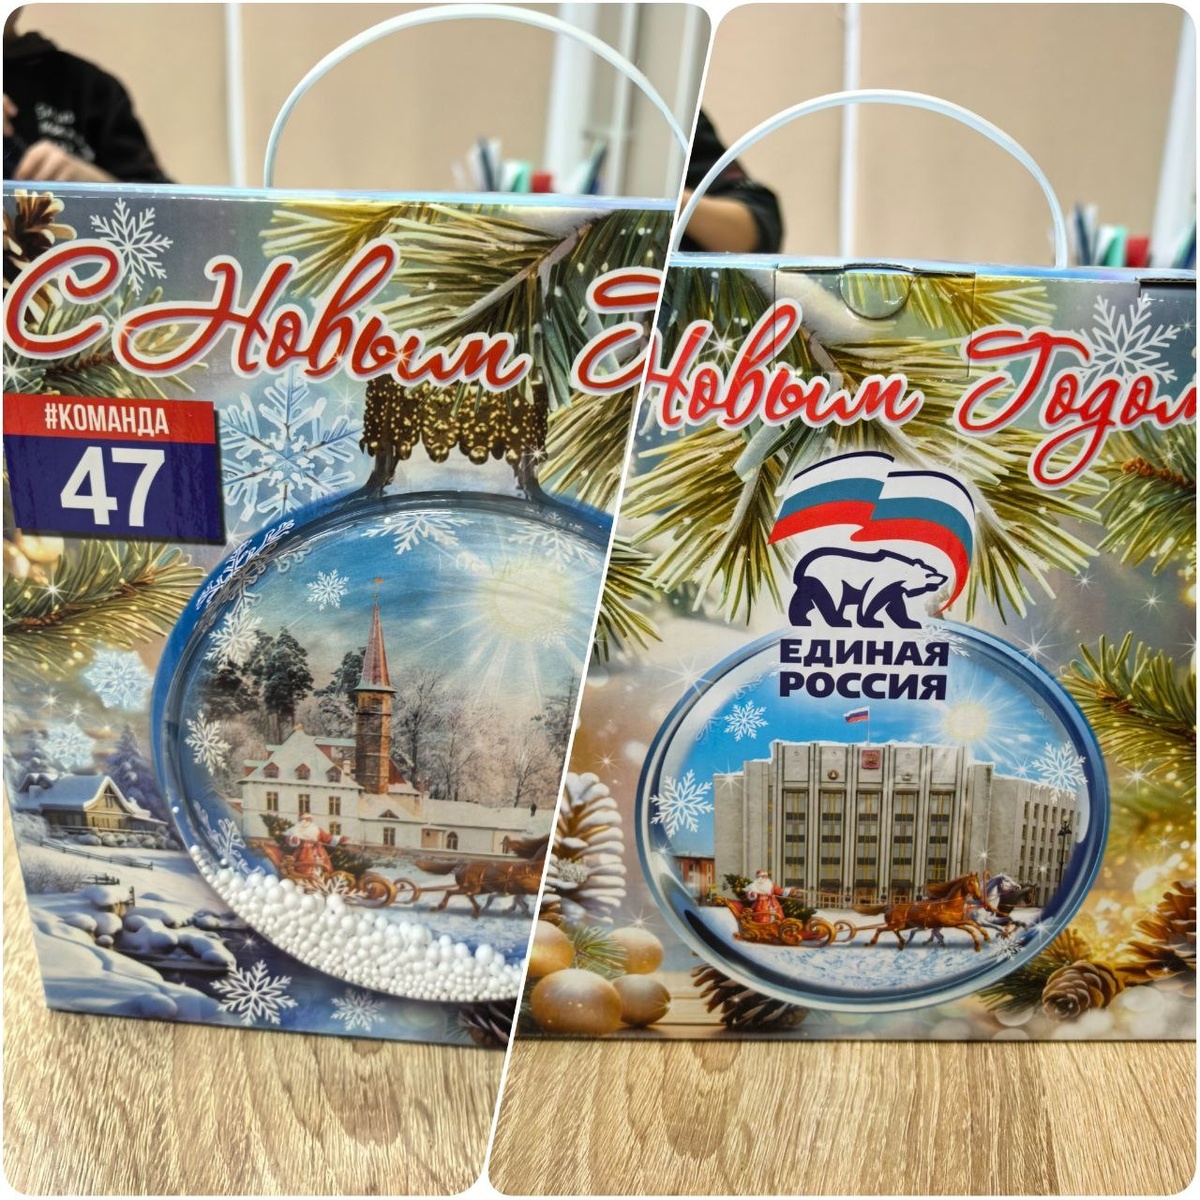 С Новым
#КОМАНДА
47
Новым Годом
ЕДИНАЯ
РОССИЯ